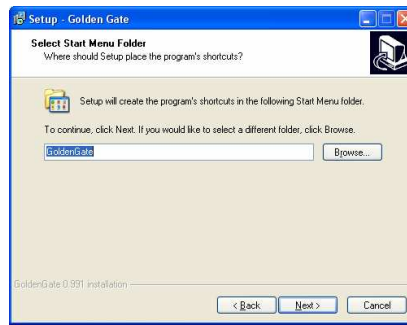 Setup - Golden Gate
Select Start Menu Folder
Where should Setup place the program's shortcuts?
Setup will create the program's shortcuts in the following Start Menu folder.
To continue, click Next. If you would like to select a different folder, click Browse.
GoldenGate
Browse...
GoldenGate 0.991 installation
< Back
Next >
Cancel